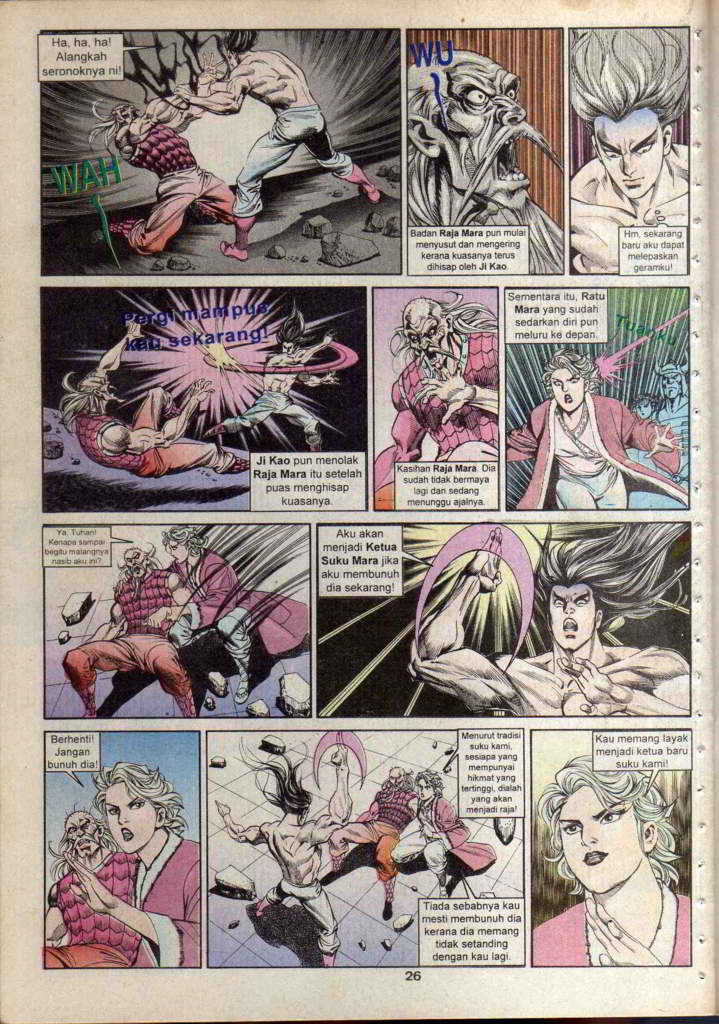 Ha, ha, ha!
Alangkah
seronoknya ni!
WAH
WU
Badan Raja Mara pun mulai
menyusut dan mengering
kerana kuasanya terus
dihisap oleh Ji Kao.
Hm, sekarang
baru aku dapat
melepaskan
geramku!
Pergi mampus
kau sekarang!
Ji Kao pun menolak
Raja Mara itu setelah
puas menghisap
kuasanya.
Kasihan Raja Mara. Dia
sudah tidak bermaya
lagi dan sedang
menunggu ajalnya.
Sementara itu, Ratu
Mara yang sudah
sedarkan diri pun
meluru ke depan.
Tuanku
Ya, Tuhan!
Kenapa sampai
begitu malangnya
nasib aku ini?
Aku akan
menjadi Ketua
Suku Mara jika
aku membunuh
dia sekarang!
Berhenti!
Jangan
bunuh dia!
Menurut tradisi
suku kami,
sesiapa yang
mempunyai
hikmat yang
tertinggi, dialah
yang akan
menjadi raja!
Tiada sebabnya kau
mesti membunuh dia
kerana dia memang
tidak setanding
dengan kau lagi.
Kau memang layak
menjadi ketua baru
suku kami!
26